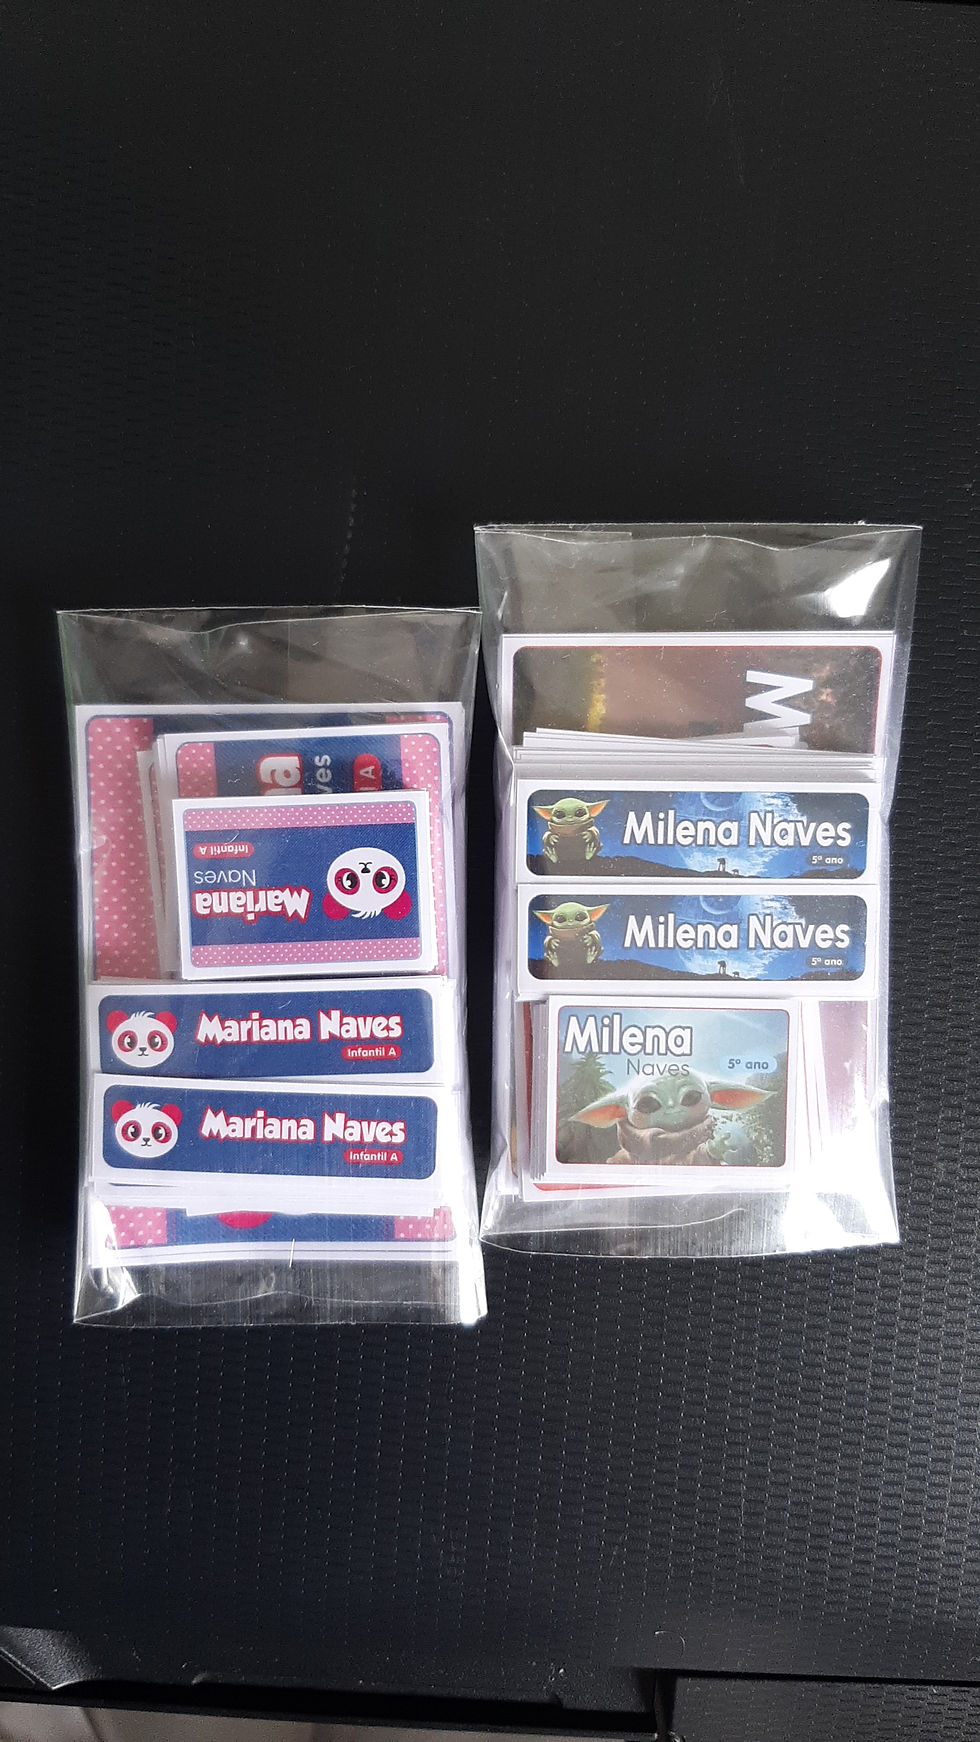 a
ves
A
Infantil A
Naves
Mariana
Mariana Naves
Infantil A
Mariana Naves
Infantil A
M
Milena Naves
5º ano
Milena Naves
5º ano
Milena
Naves
5º ano